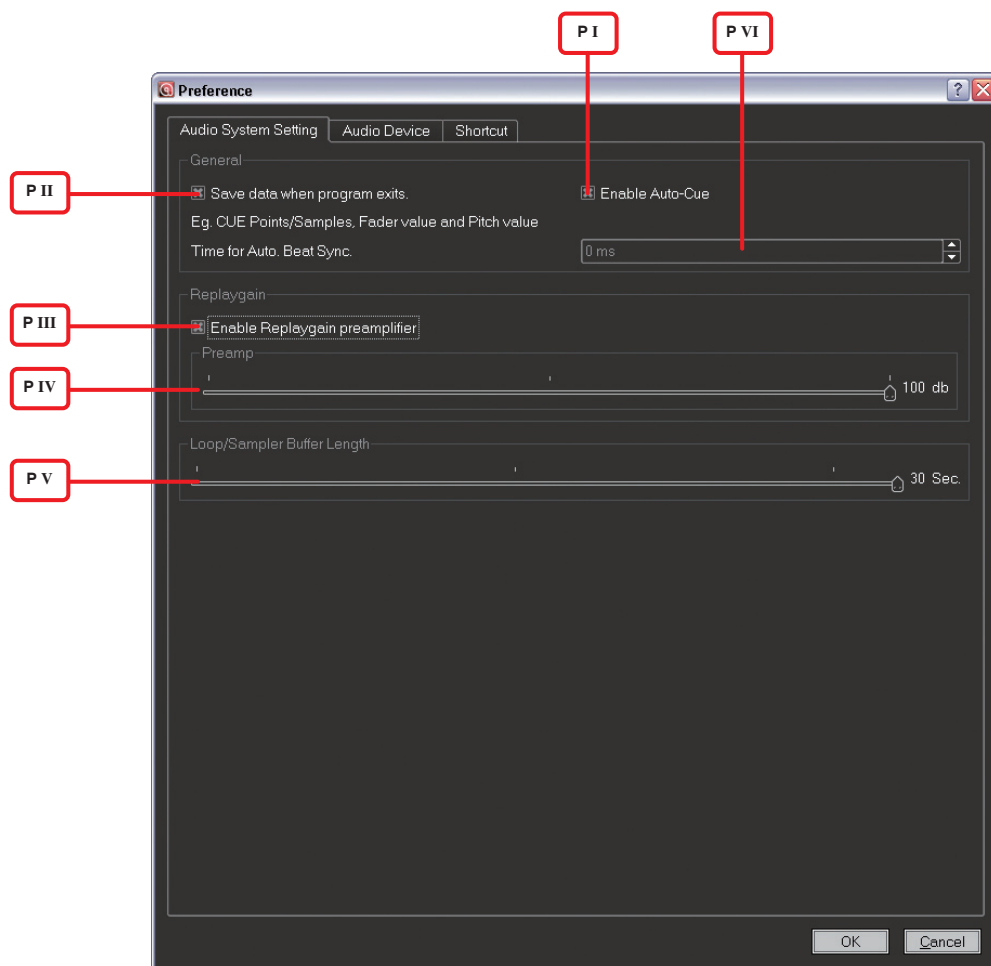 P I
P VI
Preference
Audio System Setting
Audio Device
Shortcut
General
P II
Save data when program exits.
Enable Auto-Cue
Eg. CUE Points/Samples, Fader value and Pitch value
Time for Auto. Beat Sync.
0 ms
Replaygain
P III
Enable Replaygain preamplifier
Preamp
P IV
100 db
Loop/Sampler Buffer Length
P V
30 Sec.
OK
Cancel